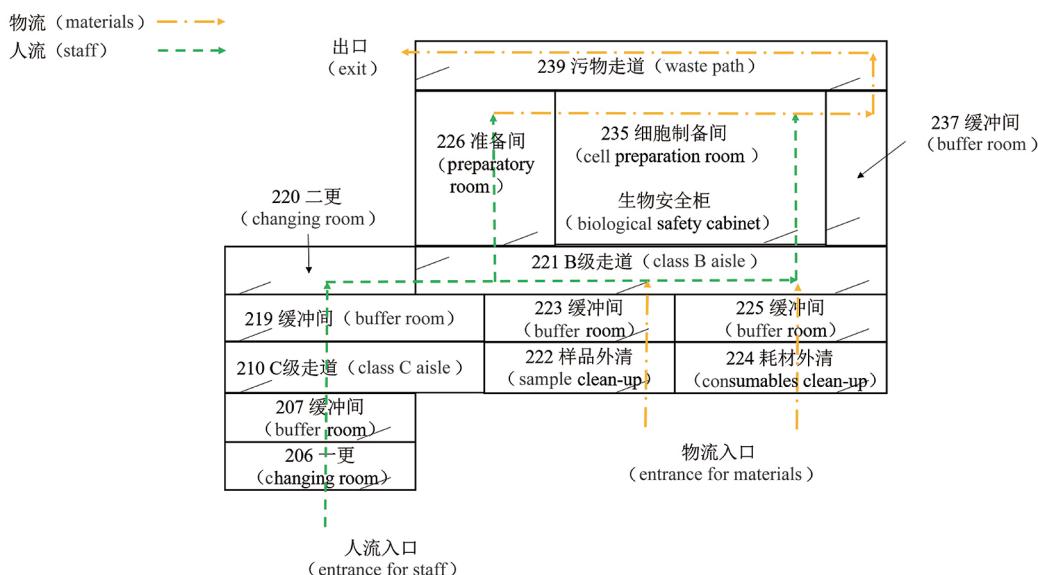 物流（materials）
人流（staff）
出口
（exit）
239 污物走道（waste path）
226 准备间
（preparatory
room）
235 细胞制备间
（cell preparation room）
生物安全柜
（biological safety cabinet）
237 缓冲间
（buffer room）
220 二更
（changing room）
221 B级走道（class B aisle）
219 缓冲间（buffer room）
223 缓冲间
（buffer room）
225 缓冲间
（buffer room）
210 C级走道（class C aisle）
222 样品外清
（sample clean-up）
224 耗材外清
（consumables clean-up）
207 缓冲间
（buffer room）
206 一更
（changing room）
物流入口
（entrance for materials）
人流入口
（entrance for staff）